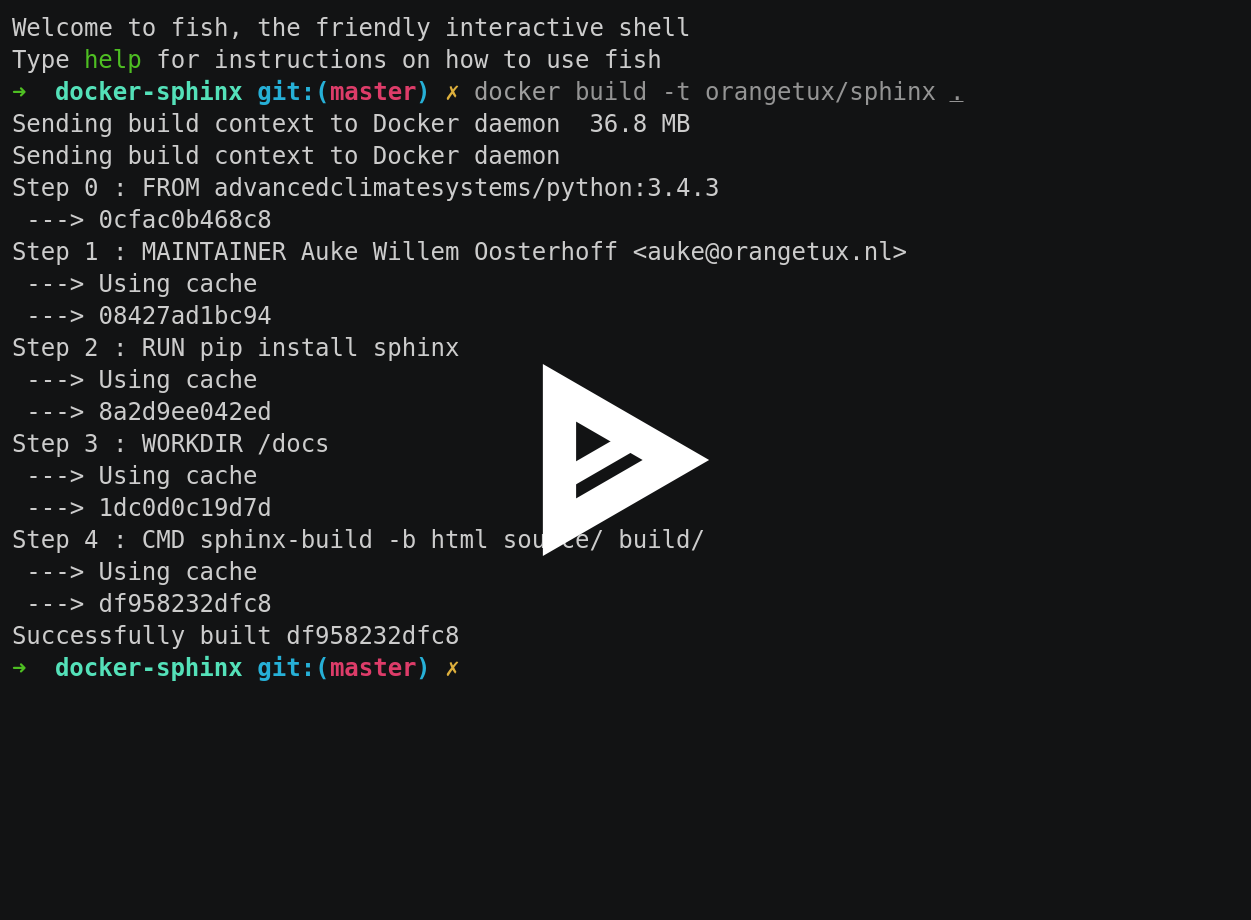 Welcome to fish, the friendly interactive shell
Type help for instructions on how to use fish
➜  docker-sphinx git:(master) ✗ docker build -t orangetux/sphinx .
Sending build context to Docker daemon  36.8 MB
Sending build context to Docker daemon
Step 0 : FROM advancedclimatesystems/python:3.4.3
 ---> 0cfac0b468c8
Step 1 : MAINTAINER Auke Willem Oosterhoff <auke@orangetux.nl>
 ---> Using cache
 ---> 08427ad1bc94
Step 2 : RUN pip install sphinx
 ---> Using cache
 ---> 8a2d9ee042ed
Step 3 : WORKDIR /docs
 ---> Using cache
 ---> 1dc0d0c19d7d
Step 4 : CMD sphinx-build -b html source/ build/
 ---> Using cache
 ---> df958232dfc8
Successfully built df958232dfc8
➜  docker-sphinx git:(master) ✗